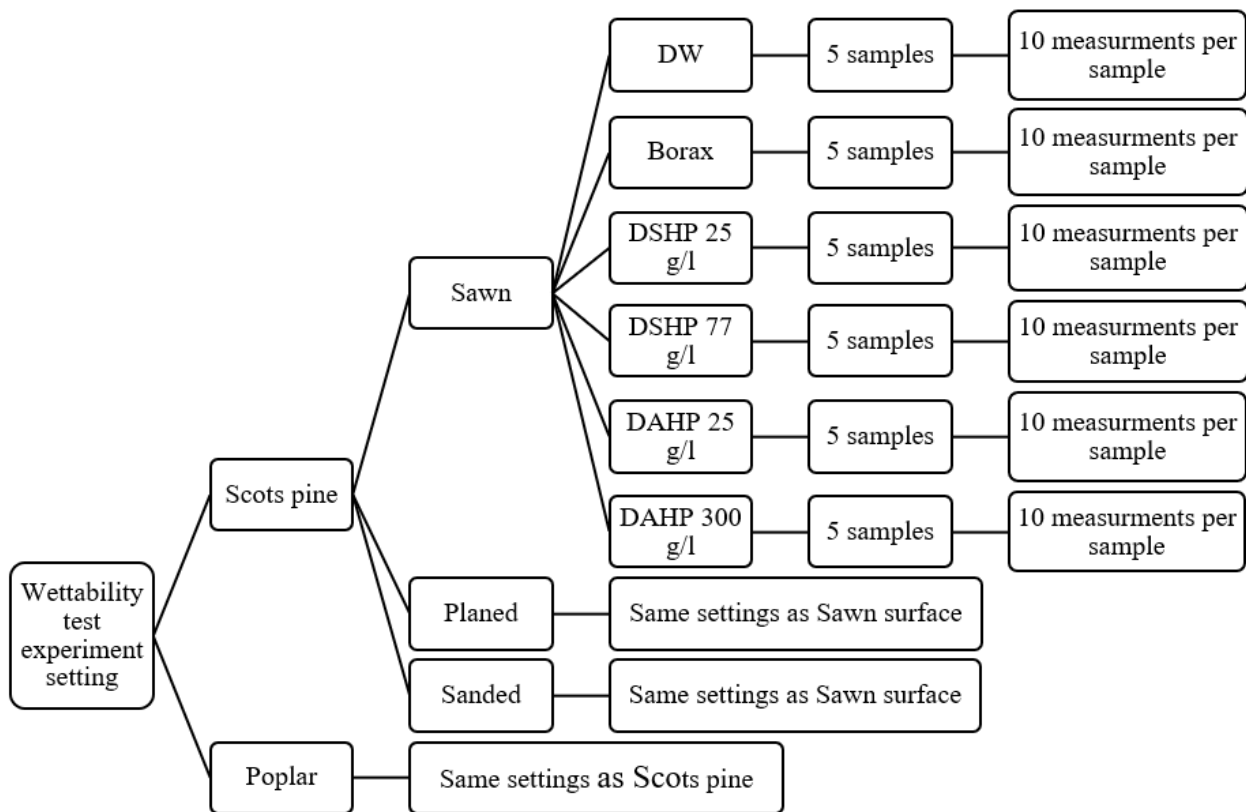 DW
5 samples
10 measurments per
sample
Borax
5 samples
10 measurments per
sample
DSHP 25
g/l
5 samples
10 measurments per
sample
Sawn
DSHP 77
g/l
5 samples
10 measurments per
sample
DAHP 25
g/l
5 samples
10 measurments per
sample
Scots pine
DAHP 300
g/l
5 samples
10 measurments per
sample
Wettability
test
experiment
setting
Planed
Same settings as Sawn surface
Sanded
Same settings as Sawn surface
Poplar
Same settings as Scots pine